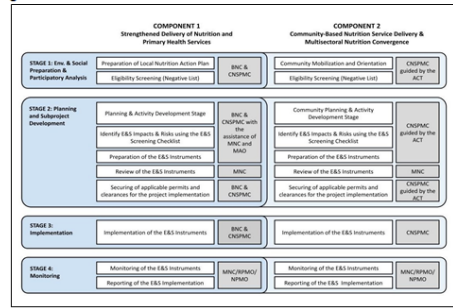 COMPONENT 1
Strengthened Delivery of Nutrition and
Primary Health Services
COMPONENT 2
Community-Based Nutrition Service Delivery &
Multisectoral Nutrition Convergence
STAGE 1: Env. & Social
Preparation &
Participatory Analysis
Preparation of Local Nutrition Action Plan
Eligibility Screening (Negative List)
BNC &
CNSPMC
Community Mobilization and Orientation
Eligibility Screening (Negative List)
CNSPMC
guided by the
ACT
STAGE 2: Planning
and Subproject
Development
Planning & Activity Development Stage
Identify E&S Impacts & Risks using the E&S
Screening Checklist
Preparation of the E&S Instruments
BNC &
CNSPMC with
the
assistance of
MNC and
MAO
Review of the E&S Instruments
MNC
Securing of applicable permits and
clearances for the project implementation
BNC &
CNSPMC
Community Planning & Activity
Development Stage
Identify E&S Impacts & Risks using the E&S
Screening Checklist
Preparation of the E&S Instruments
CNSPMC
guided by the
ACT
Review of the E&S Instruments
MNC
Securing of applicable permits and
clearances for the project implementation
CNSPMC
guided by the
ACT
STAGE 3:
Implementation
Implementation of the E&S Instruments
BNC &
CNSPMC
Implementation of the E&S Instruments
CNSPMC
STAGE 4:
Monitoring
Monitoring of the E&S Instruments
Reporting of the E&S Implementation
MNC/RPMO/
NPMO
Monitoring of the E&S Instruments
Reporting of the E&S Implementation
MNC/RPMO/
NPMO